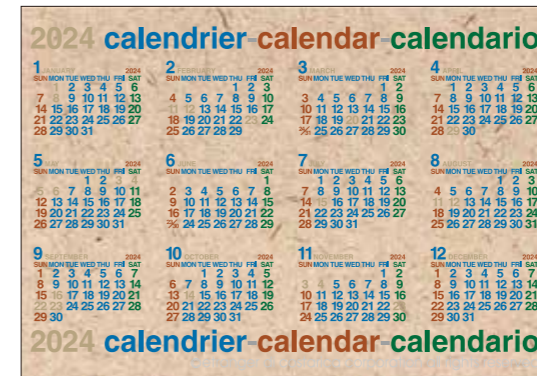 2024 calendrier-calendar-calendario
1 JANUARY 2024
SUN MON TUE WED THU FRI SAT
1 2 3 4 5 6
7 8 9 10 11 12 13
14 15 16 17 18 19 20
21 22 23 24 25 26 27
28 29 30 31
2 FEBRUARY 2024
SUN MON TUE WED THU FRI SAT
1 2 3
4 5 6 7 8 9 10
11 12 13 14 15 16 17
18 19 20 21 22 23 24
25 26 27 28 29
3 MARCH 2024
SUN MON TUE WED THU FRI SAT
1 2
3 4 5 6 7 8 9
10 11 12 13 14 15 16
17 18 19 20 21 22 23
24/31 25 26 27 28 29 30
4 APRIL 2024
SUN MON TUE WED THU FRI SAT
1 2 3 4 5 6
7 8 9 10 11 12 13
14 15 16 17 18 19 20
21 22 23 24 25 26 27
28 29 30
5 MAY 2024
SUN MON TUE WED THU FRI SAT
1 2 3 4
5 6 7 8 9 10 11
12 13 14 15 16 17 18
19 20 21 22 23 24 25
26 27 28 29 30 31
6 JUNE 2024
SUN MON TUE WED THU FRI SAT
1
2 3 4 5 6 7 8
9 10 11 12 13 14 15
16 17 18 19 20 21 22
23/30 24 25 26 27 28 29
7 JULY 2024
SUN MON TUE WED THU FRI SAT
1 2 3 4 5 6
7 8 9 10 11 12 13
14 15 16 17 18 19 20
21 22 23 24 25 26 27
28 29 30 31
8 AUGUST 2024
SUN MON TUE WED THU FRI SAT
1 2 3
4 5 6 7 8 9 10
11 12 13 14 15 16 17
18 19 20 21 22 23 24
25 26 27 28 29 30 31
9 SEPTEMBER 2024
SUN MON TUE WED THU FRI SAT
1 2 3 4 5 6 7
8 9 10 11 12 13 14
15 16 17 18 19 20 21
22 23 24 25 26 27 28
29 30
10 OCTOBER 2024
SUN MON TUE WED THU FRI SAT
1 2 3 4 5
6 7 8 9 10 11 12
13 14 15 16 17 18 19
20 21 22 23 24 25 26
27 28 29 30 31
11 NOVEMBER 2024
SUN MON TUE WED THU FRI SAT
1 2
3 4 5 6 7 8 9
10 11 12 13 14 15 16
17 18 19 20 21 22 23
24 25 26 27 28 29 30
12 DECEMBER 2024
SUN MON TUE WED THU FRI SAT
1 2 3 4 5 6 7
8 9 10 11 12 13 14
15 16 17 18 19 20 21
22 23 24 25 26 27 28
29 30 31
2024 calendrier-calendar-calendario